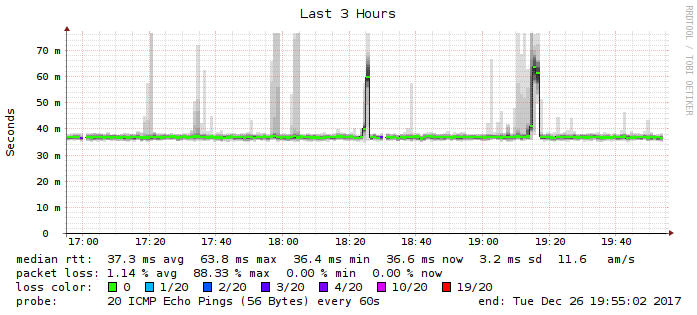 Last 3 Hours
RRDTOOL / TOBI OETIKER
Seconds
70 m
60 m
50 m
40 m
30 m
20 m
10 m
0
17:00 17:20 17:40 18:00 18:20 18:40 19:00 19:20 19:40
median rtt: 37.3 ms avg 63.8 ms max 36.4 ms min 36.6 ms now 3.2 ms sd 11.6 am/s
packet loss: 1.14 % avg 88.33 % max 0.00 % min 0.00 % now
loss color: 0 1/20 2/20 3/20 4/20 10/20 19/20
probe: 20 ICMP Echo Pings (56 Bytes) every 60s end: Tue Dec 26 19:55:02 2017